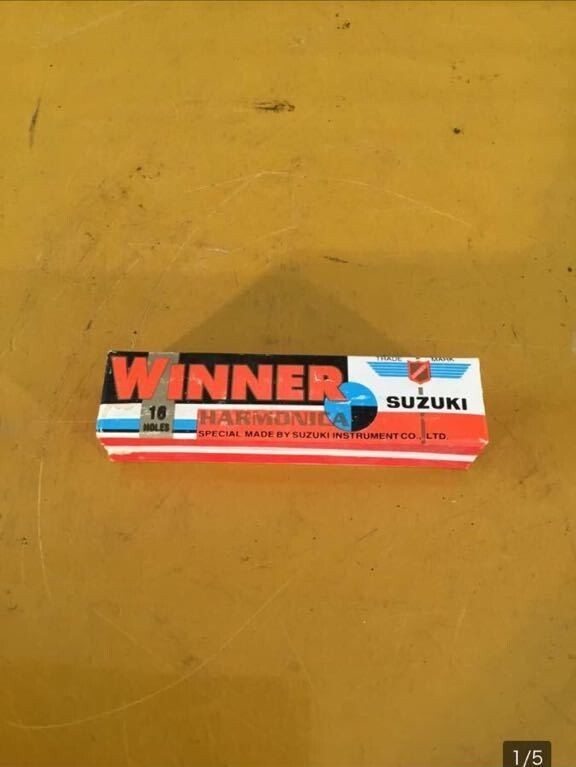 WINNER
TRADE MARK
SUZUKI
16
HOLES
HARMONICA
SPECIAL MADE BY SUZUKI INSTRUMENT CO., LTD.
1/5